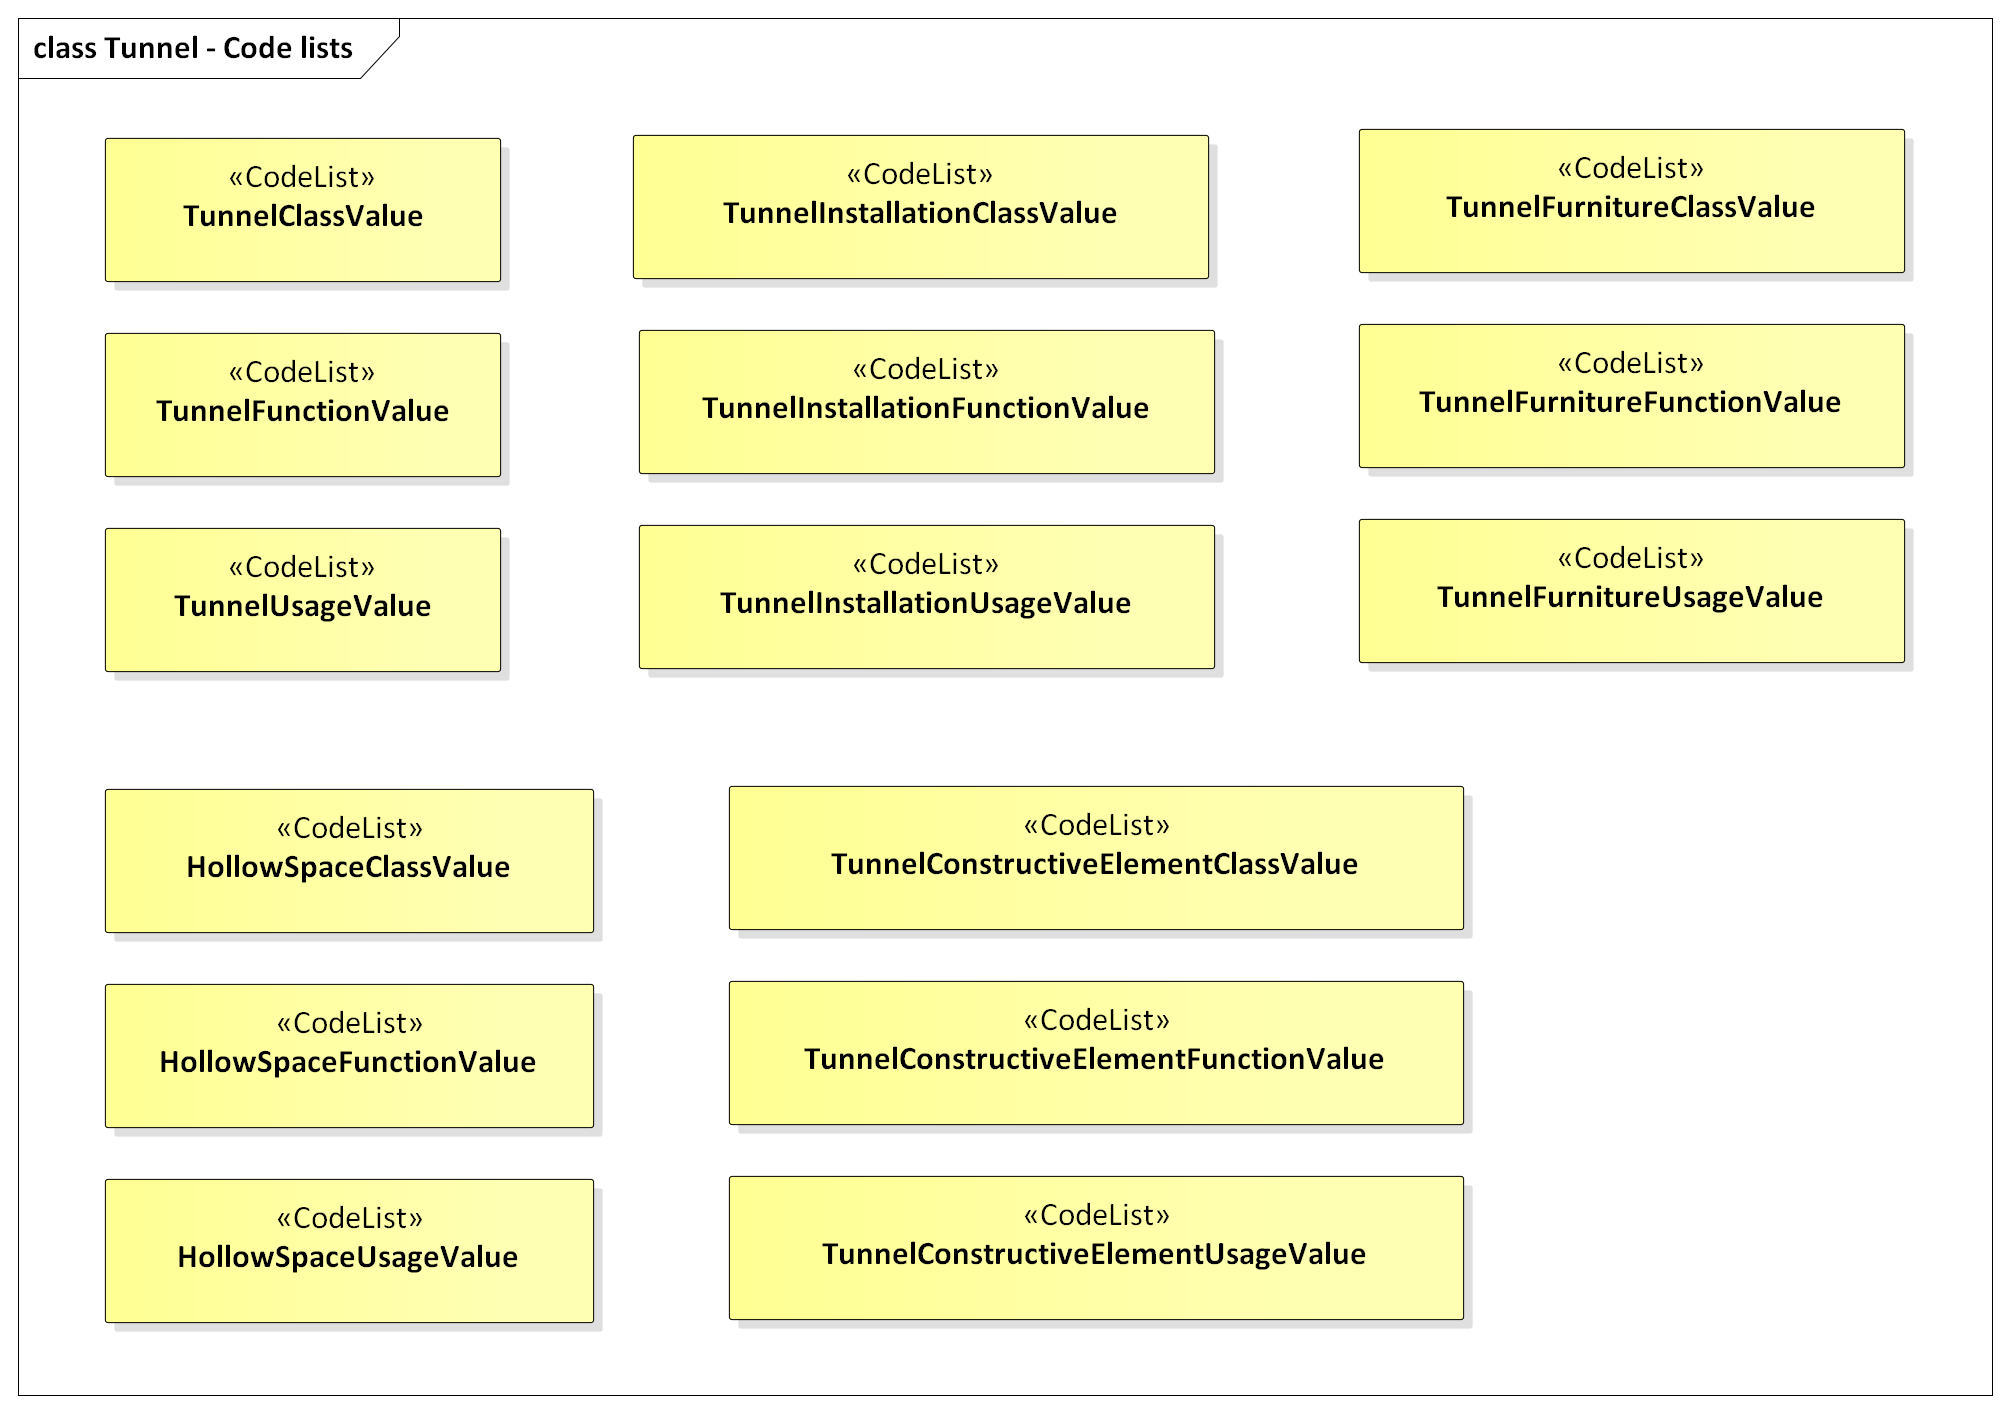 class Tunnel - Code lists
«CodeList»
TunnelClassValue
«CodeList»
TunnelInstallationClassValue
«CodeList»
TunnelFurnitureClassValue
«CodeList»
TunnelFunctionValue
«CodeList»
TunnelInstallationFunctionValue
«CodeList»
TunnelFurnitureFunctionValue
«CodeList»
TunnelUsageValue
«CodeList»
TunnelInstallationUsageValue
«CodeList»
TunnelFurnitureUsageValue
«CodeList»
HollowSpaceClassValue
«CodeList»
TunnelConstructiveElementClassValue
«CodeList»
HollowSpaceFunctionValue
«CodeList»
TunnelConstructiveElementFunctionValue
«CodeList»
HollowSpaceUsageValue
«CodeList»
TunnelConstructiveElementUsageValue